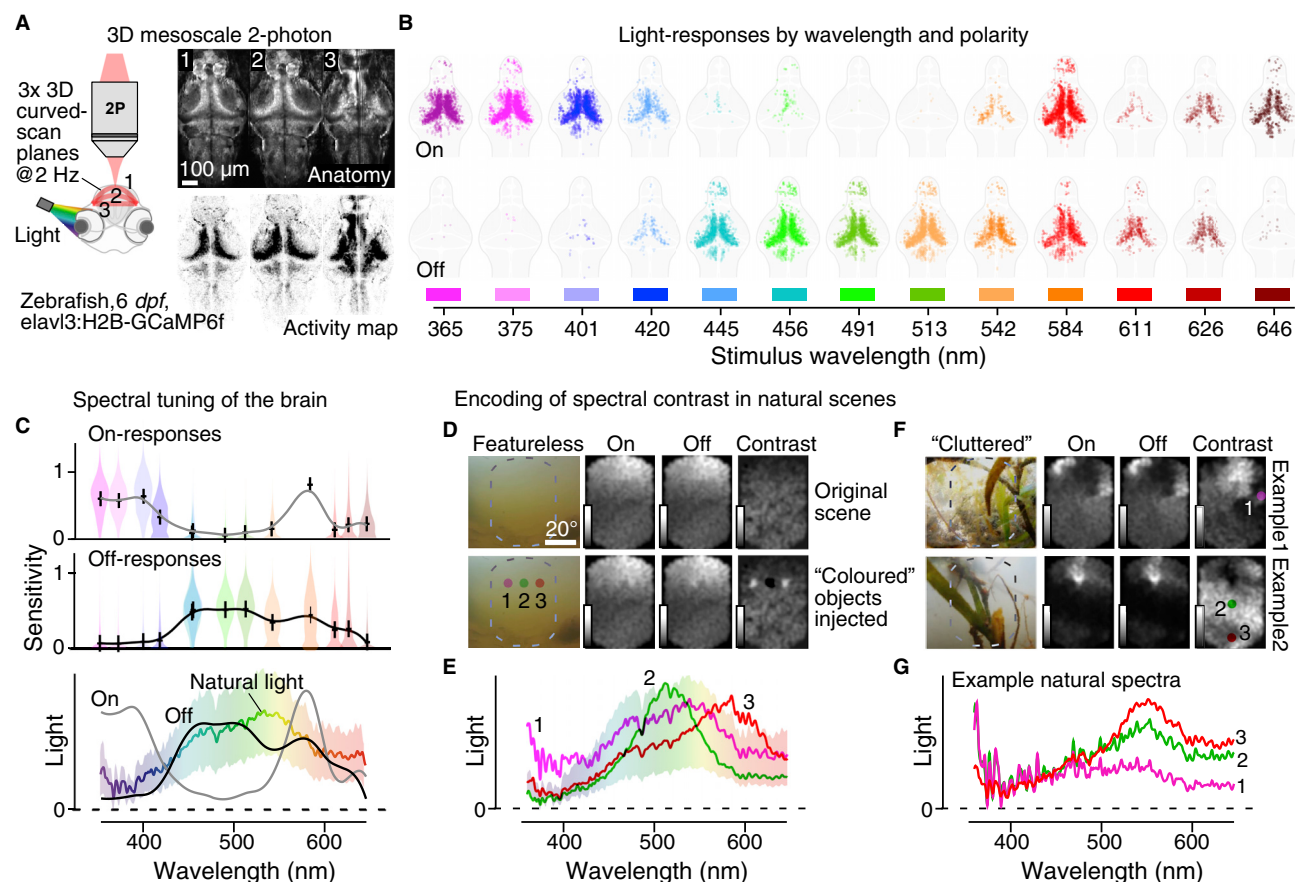 A
3D mesoscale 2-photon
3x 3D
curved-
scan
planes
@2 Hz
2P
1
2
3
Light
1
2
3
100 µm
Anatomy
Activity map
Zebrafish,6 dpf,
elavl3:H2B-GCaMP6f
B
Light-responses by wavelength and polarity
On
Off
365 375 401 420 445 456 491 513 542 584 611 626 646
Stimulus wavelength (nm)
Spectral tuning of the brain
C
On-responses
1
0
Off-responses
1
0
Sensitivity
On
Off
Natural light
Light
0
400 500 600
Wavelength (nm)
Encoding of spectral contrast in natural scenes
D
Featureless On Off Contrast
20°
Original
scene
1 2 3
"Coloured"
objects
injected
E
1
2
3
Light
0
400 500 600
Wavelength (nm)
F
"Cluttered" On Off Contrast
1
Example1
2
3
Example2
G
Example natural spectra
3
2
1
Light
0
400 500 600
Wavelength (nm)